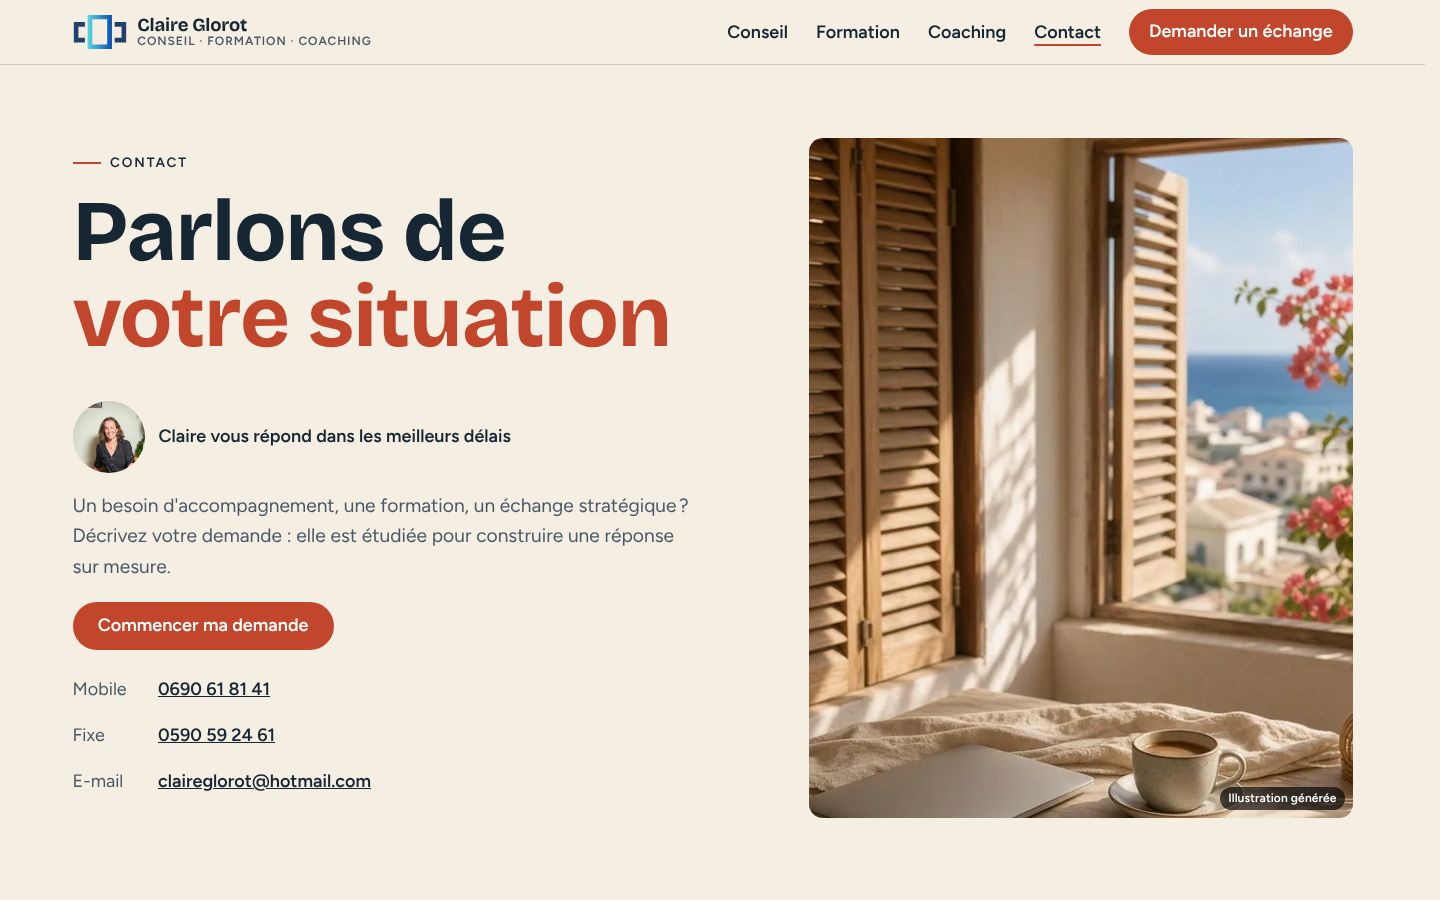 Claire Glorot
CONSEIL · FORMATION · COACHING
Conseil
Formation
Coaching
Contact
Demander un échange
CONTACT
Parlons de
votre situation
Claire vous répond dans les meilleurs délais
Un besoin d'accompagnement, une formation, un échange stratégique ?
Décrivez votre demande : elle est étudiée pour construire une réponse
sur mesure.
Commencer ma demande
Mobile 0690 61 81 41
Fixe 0590 59 24 61
E-mail claireglorot@hotmail.com
Illustration générée